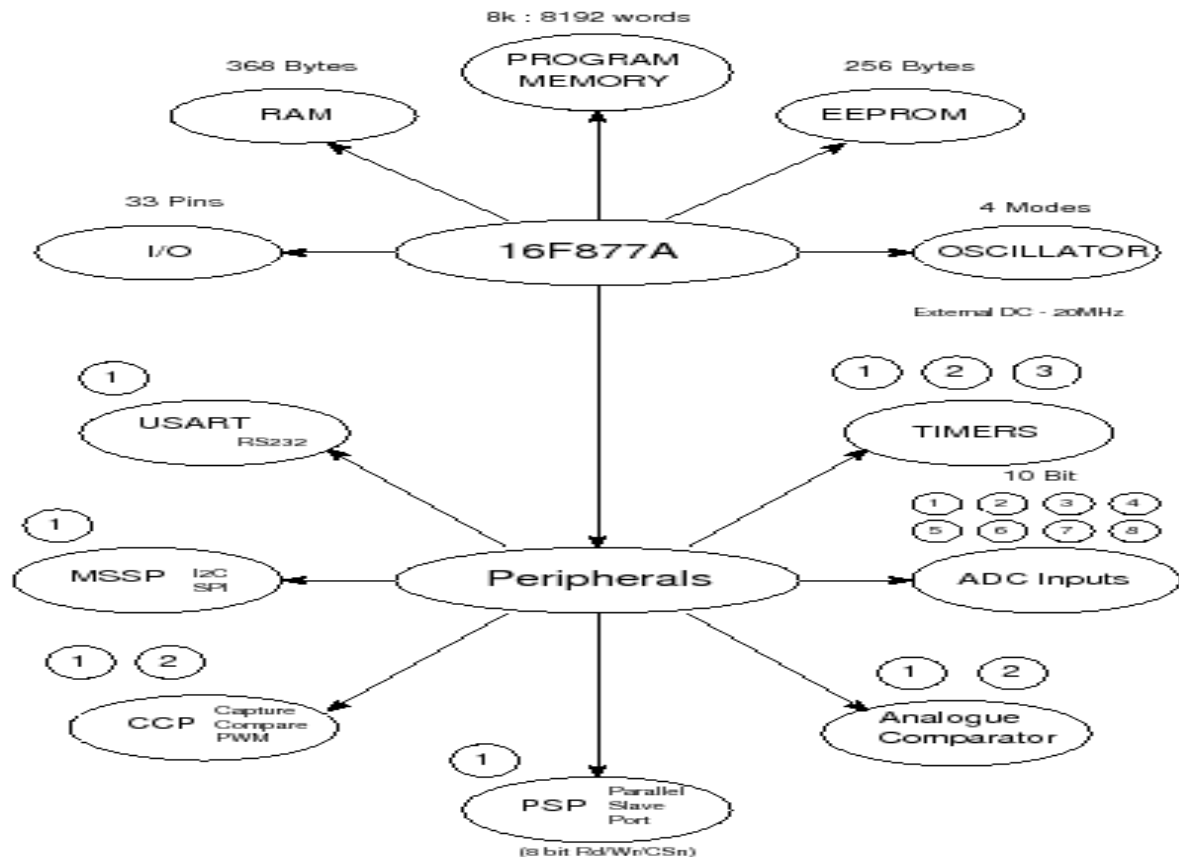 8k : 8192 words
PROGRAM
MEMORY
368 Bytes
RAM
256 Bytes
EEPROM
33 Pins
I/O
16F877A
4 Modes
OSCILLATOR
External DC - 20MHz
1
USART
RS232
1 2 3
TIMERS
10 Bit
1 2 3 4
5 6 7 8
ADC Inputs
1
MSSP
I2C
SPI
Peripherals
1 2
CCP
Capture
Compare
PWM
1 2
Analogue
Comparator
1
PSP
Parallel
Slave
Port
(8 bit Rd/Wr/CSn)